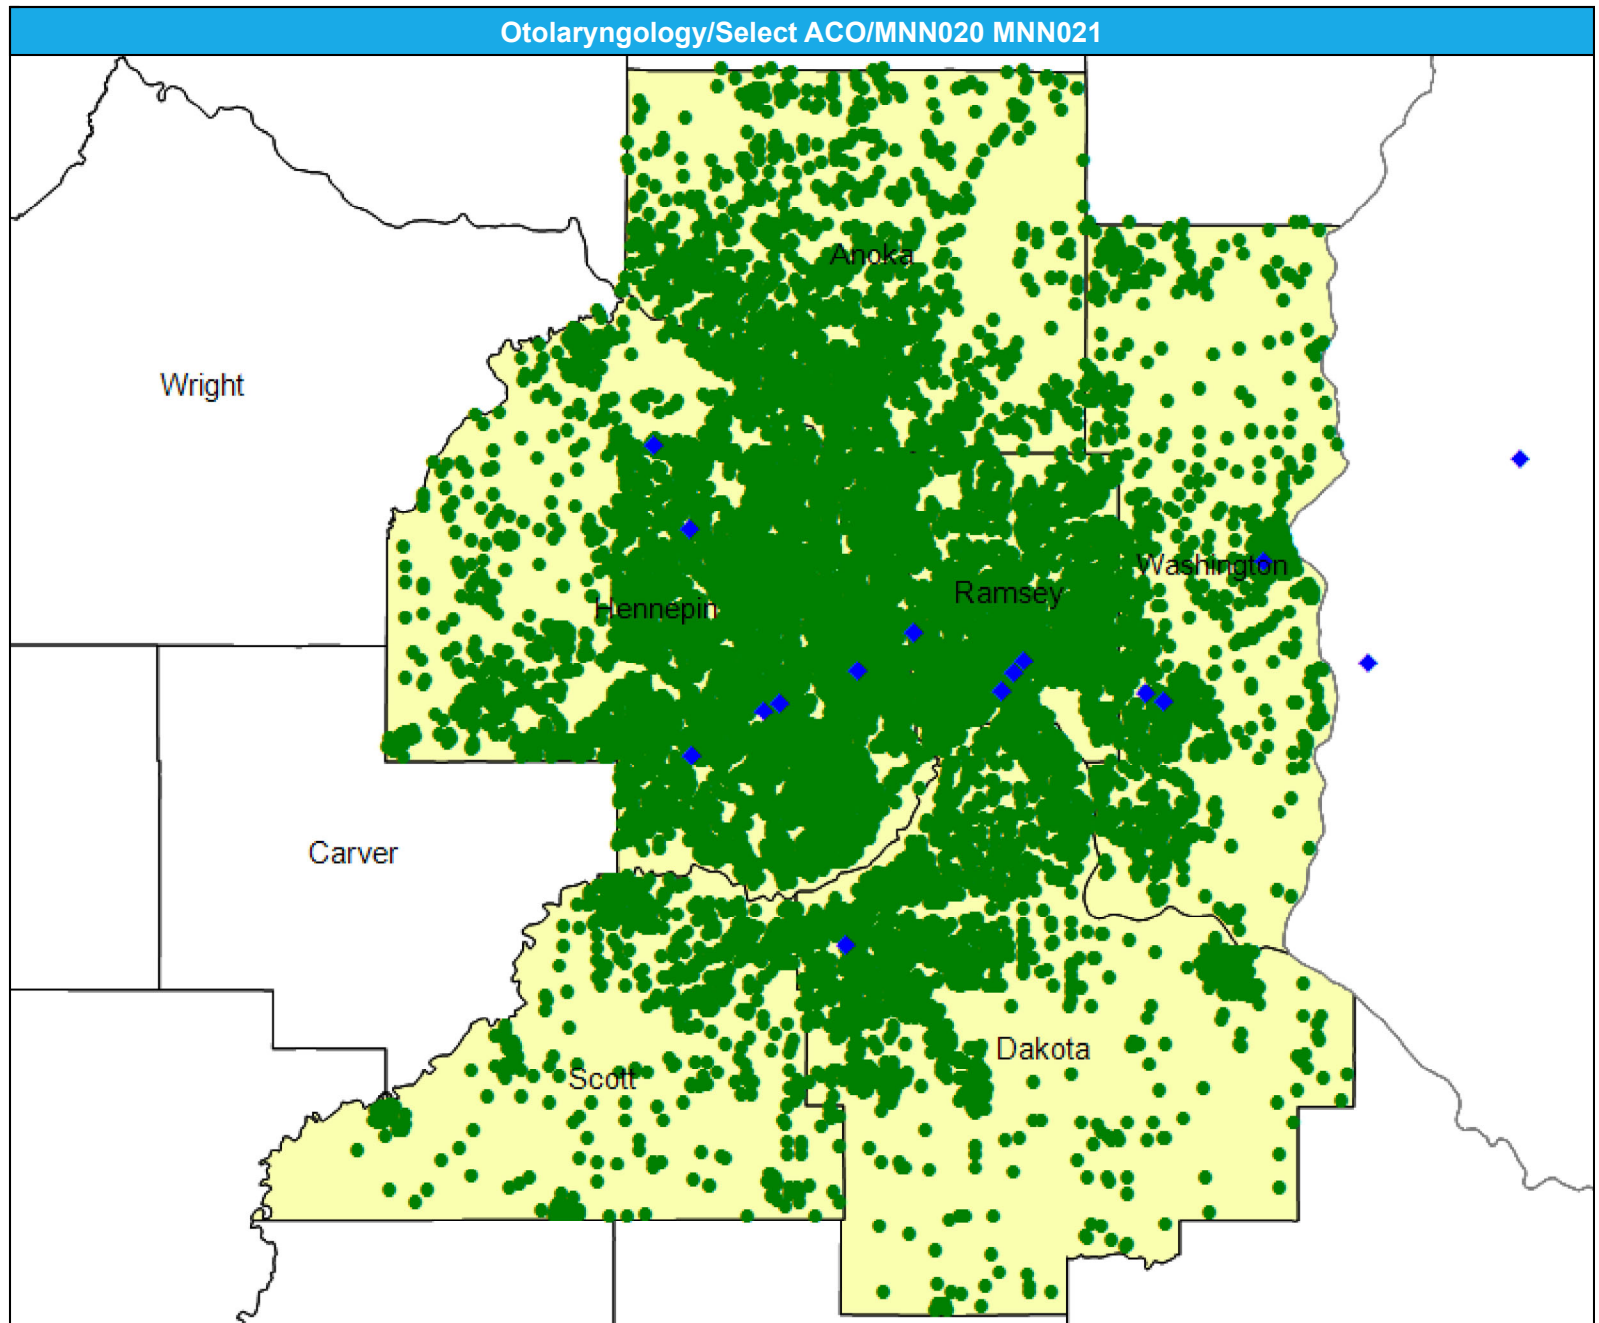 Otolaryngology/Select ACO/MNN020 MNN021
Anoka
Wright
Washington
Ramsey
Hennepin
Carver
Dakota
Scott